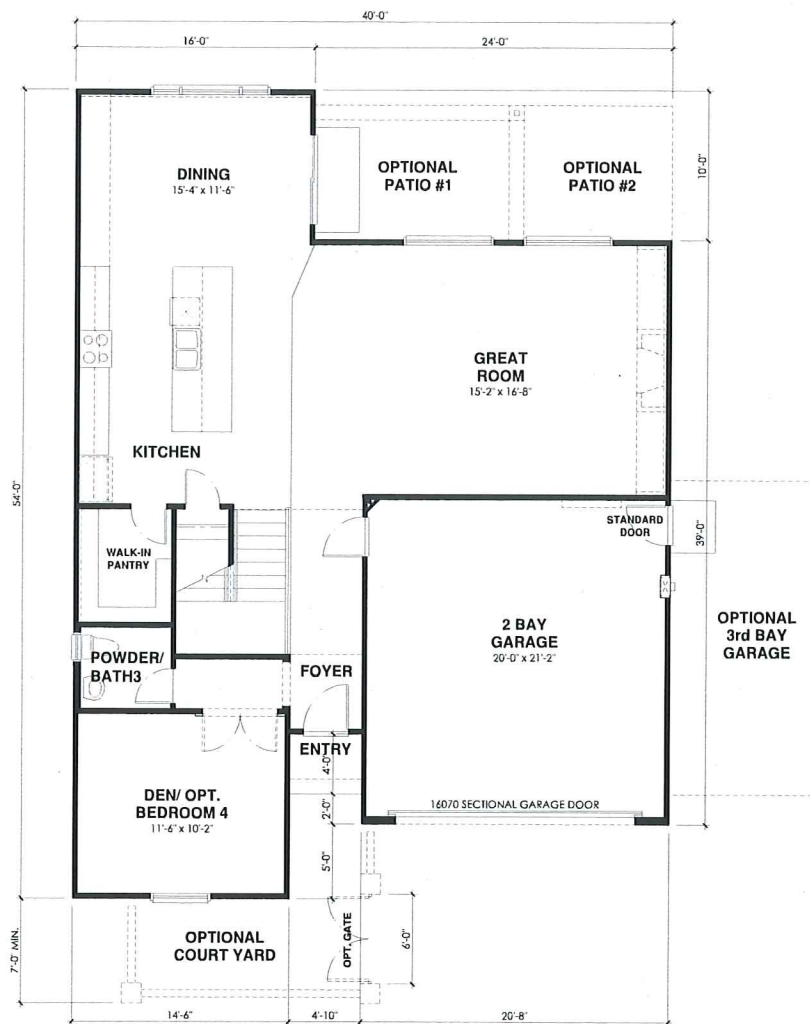 40'-0"
16'-0"
24'-0"
DINING
15'-4" x 11'-6"
OPTIONAL
PATIO #1
OPTIONAL
PATIO #2
10'-0"
GREAT
ROOM
15'-2" x 16'-8"
KITCHEN
54'-0"
WALK-IN
PANTRY
STANDARD
DOOR
39'-0"
2 BAY
GARAGE
20'-0" x 21'-2"
OPTIONAL
3rd BAY
GARAGE
POWDER/
BATH3
FOYER
ENTRY
4'-0"
DEN/ OPT.
BEDROOM 4
11'-6" x 10'-2"
16070 SECTIONAL GARAGE DOOR
2'-0"
5'-0"
7'-0" MIN.
OPTIONAL
COURT YARD
OPT. GATE
6'-0"
14'-6"
4'-10"
20'-8"